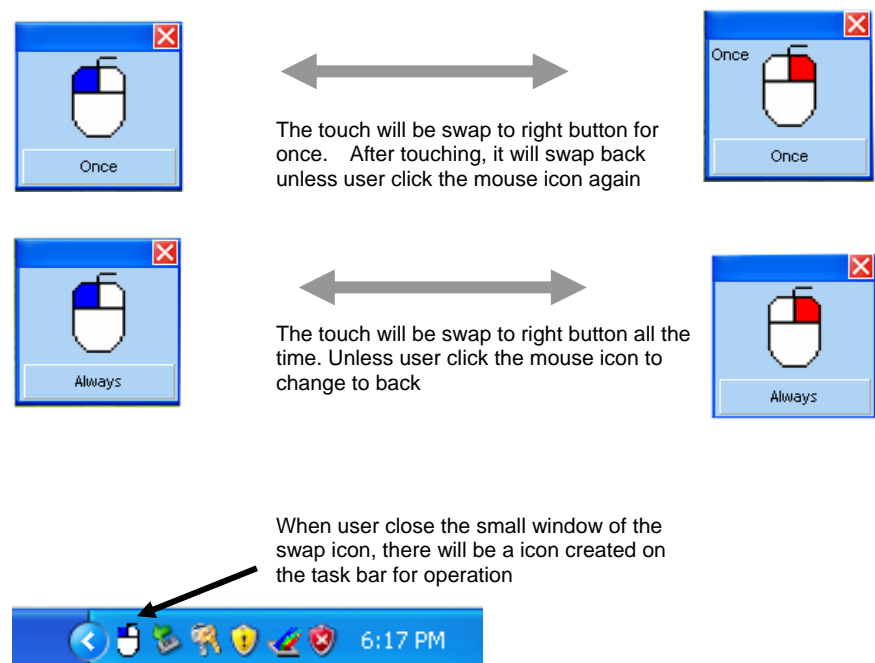 Once
The touch will be swap to right button for
once.    After touching, it will swap back
unless user click the mouse icon again
Once
Once
Always
The touch will be swap to right button all the
time. Unless user click the mouse icon to
change to back
Always
When user close the small window of the
swap icon, there will be a icon created on
the task bar for operation
6:17 PM